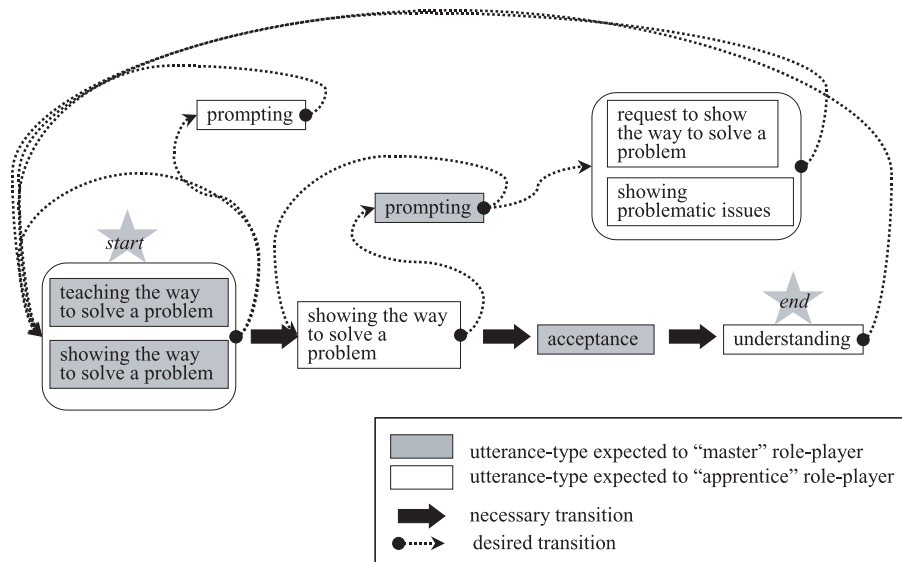 prompting
request to show
the way to solve a
problem
showing
problematic issues
prompting
start
teaching the way
to solve a problem
showing the way
to solve a problem
showing the way
to solve a
problem
acceptance
end
understanding
utterance-type expected to “master” role-player
utterance-type expected to “apprentice” role-player
necessary transition
desired transition